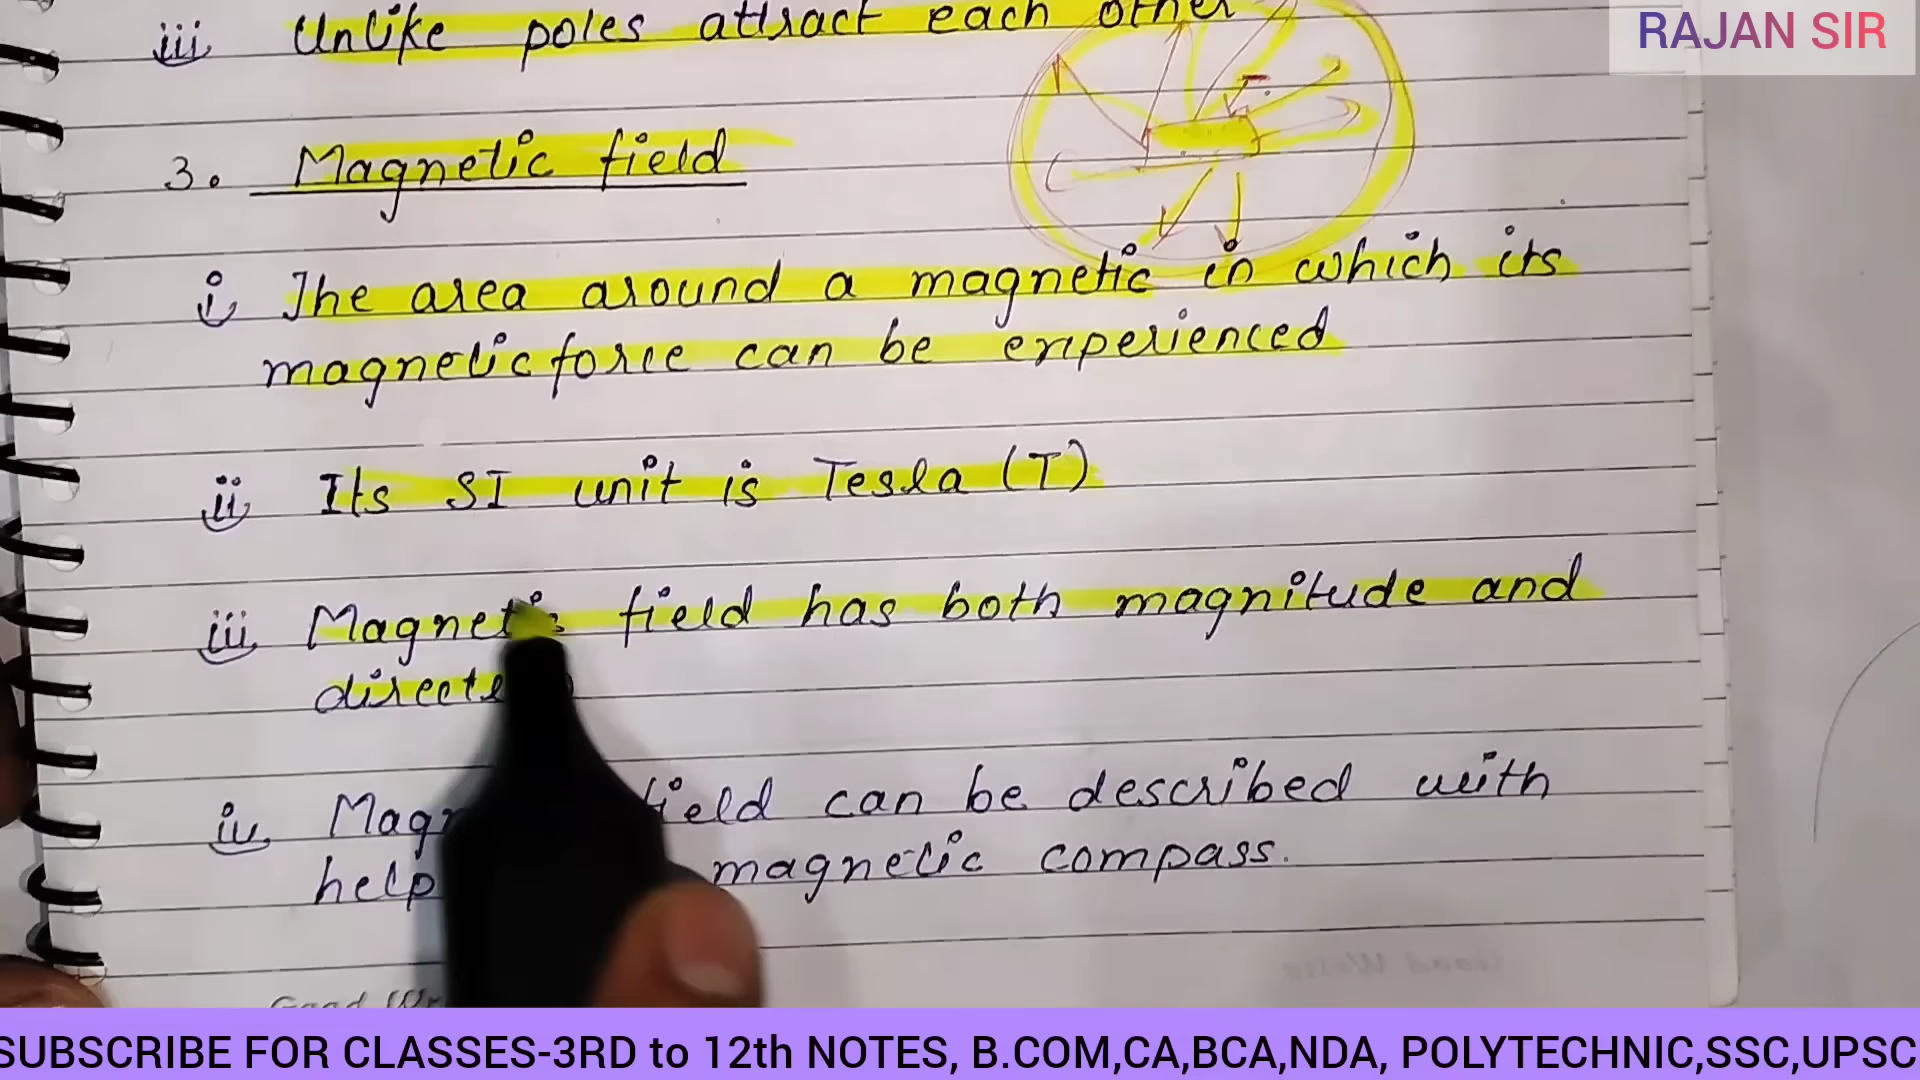 iii Unlike poles attract each other
RAJAN SIR
3. Magnetic field
i The area around a magnetic in which its
magnetic force can be experienced
ii Its SI unit is Tesla (T)
iii Magnetic field has both magnitude and
iv field can be described with
help magnetic compass.
SUBSCRIBE FOR CLASSES-3RD to 12th NOTES, B.COM,CA,BCA,NDA, POLYTECHNIC,SSC,UPSC